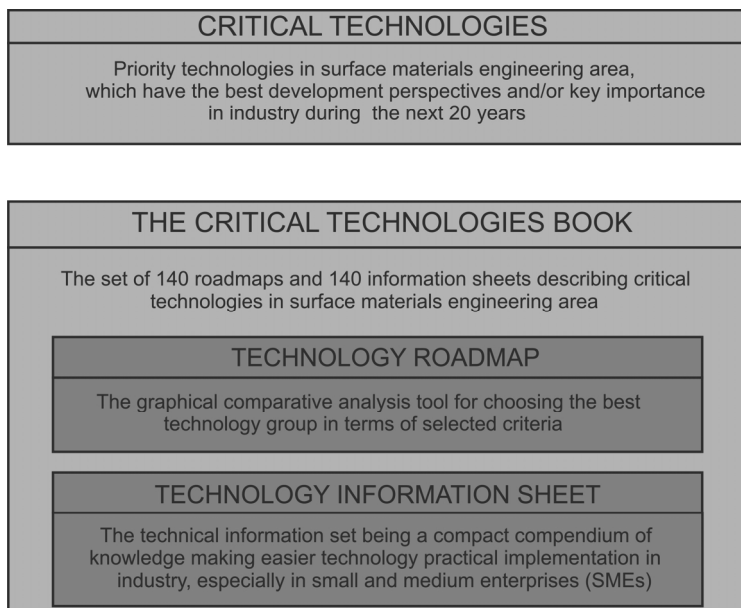 CRITICAL TECHNOLOGIES
Priority technologies in surface materials engineering area,
which have the best development perspectives and/or key importance
in industry during the next 20 years
THE CRITICAL TECHNOLOGIES BOOK
The set of 140 roadmaps and 140 information sheets describing critical
technologies in surface materials engineering area
TECHNOLOGY ROADMAP
The graphical comparative analysis tool for choosing the best
technology group in terms of selected criteria
TECHNOLOGY INFORMATION SHEET
The technical information set being a compact compendium of
knowledge making easier technology practical implementation in
industry, especially in small and medium enterprises (SMEs)